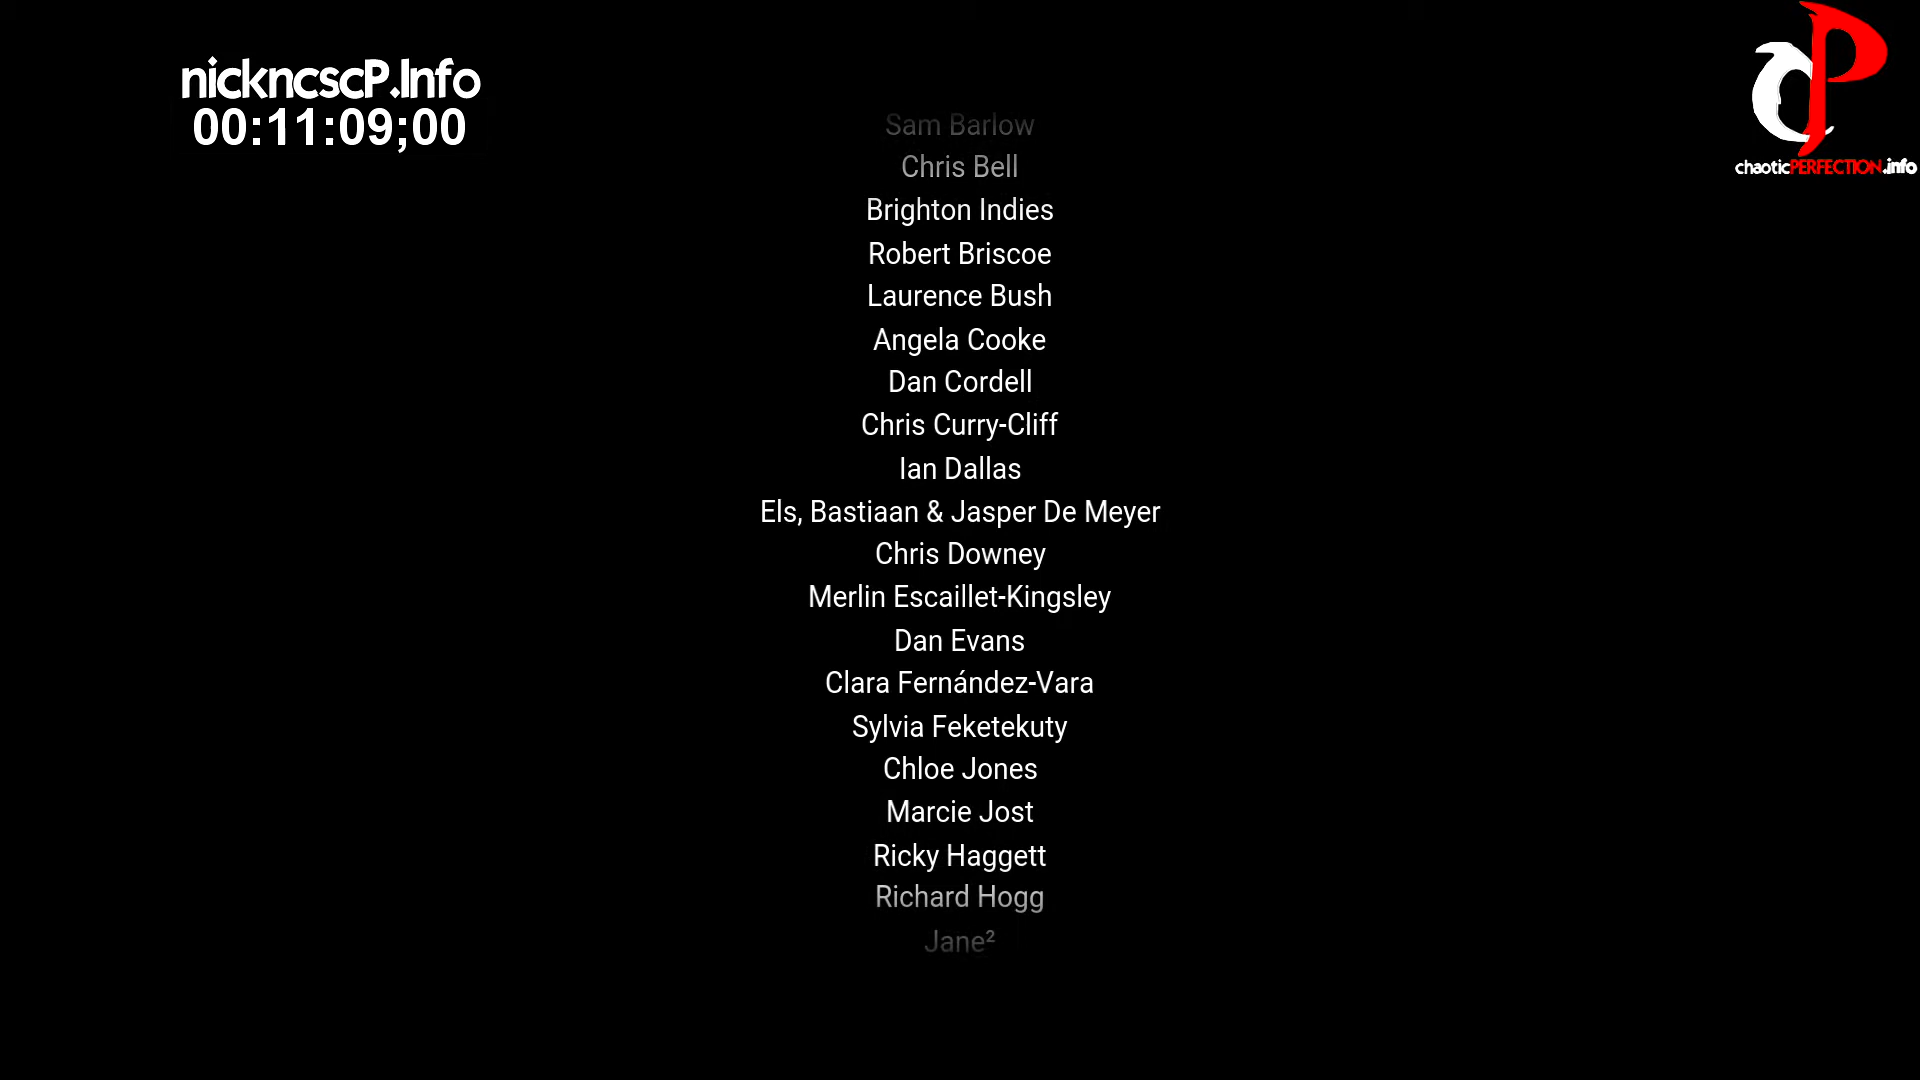 nickncscP.Info
00:11:09;00
chaoticPERFECTION.info
Sam Barlow
Chris Bell
Brighton Indies
Robert Briscoe
Laurence Bush
Angela Cooke
Dan Cordell
Chris Curry-Cliff
Ian Dallas
Els, Bastiaan & Jasper De Meyer
Chris Downey
Merlin Escaillet-Kingsley
Dan Evans
Clara Fernández-Vara
Sylvia Feketekuty
Chloe Jones
Marcie Jost
Ricky Haggett
Richard Hogg
Jane²